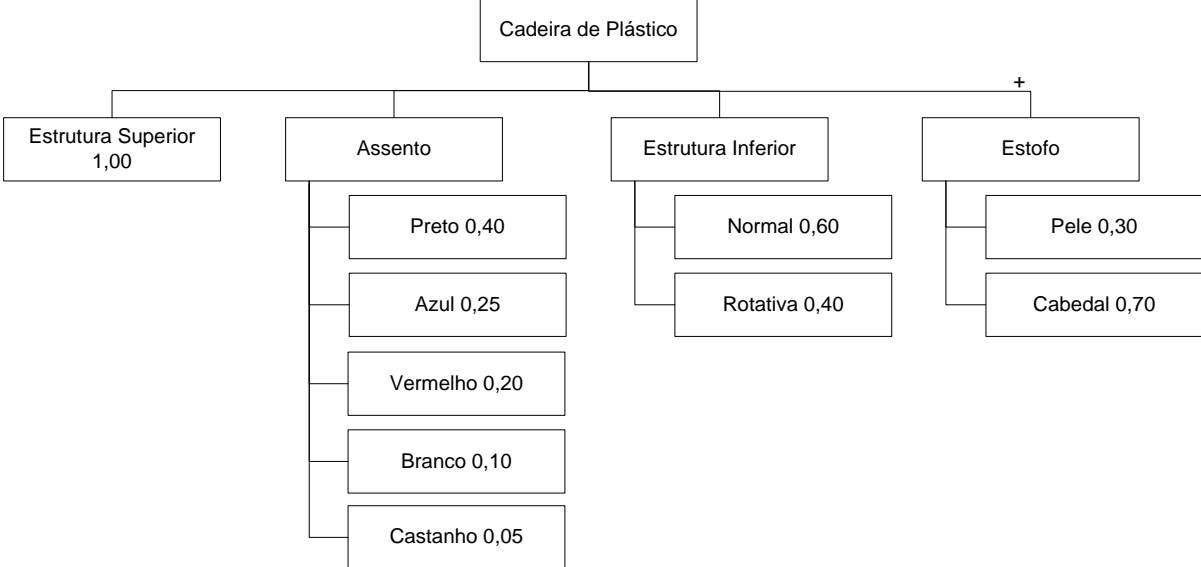 Cadeira de Plástico
+
Estrutura Superior
1,00
Assento
Estrutura Inferior
Estofo
Preto 0,40
Azul 0,25
Vermelho 0,20
Branco 0,10
Castanho 0,05
Normal 0,60
Rotativa 0,40
Pele 0,30
Cabedal 0,70